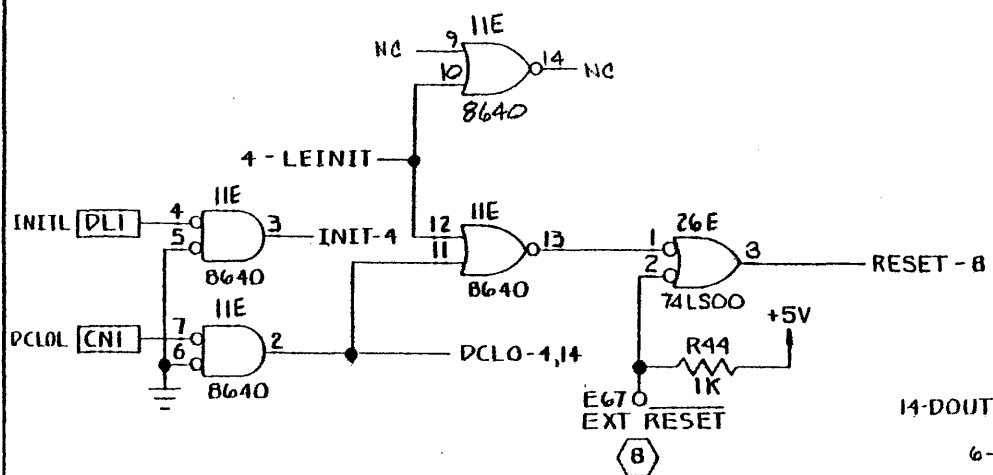 11E
NC 9 14 NC
10
8640
4 - LEINIT
11E
INITL DL1 4 3 INIT-4
5
8640
11E
12 13
11
8640
26E
1 3 RESET - 8
2
74LS00
+5V
11E
DCLOL CN1 7 2 DCLO-4,14
6
8640
R44
1K
E67
EXT RESET
8
14-DOUT
6-